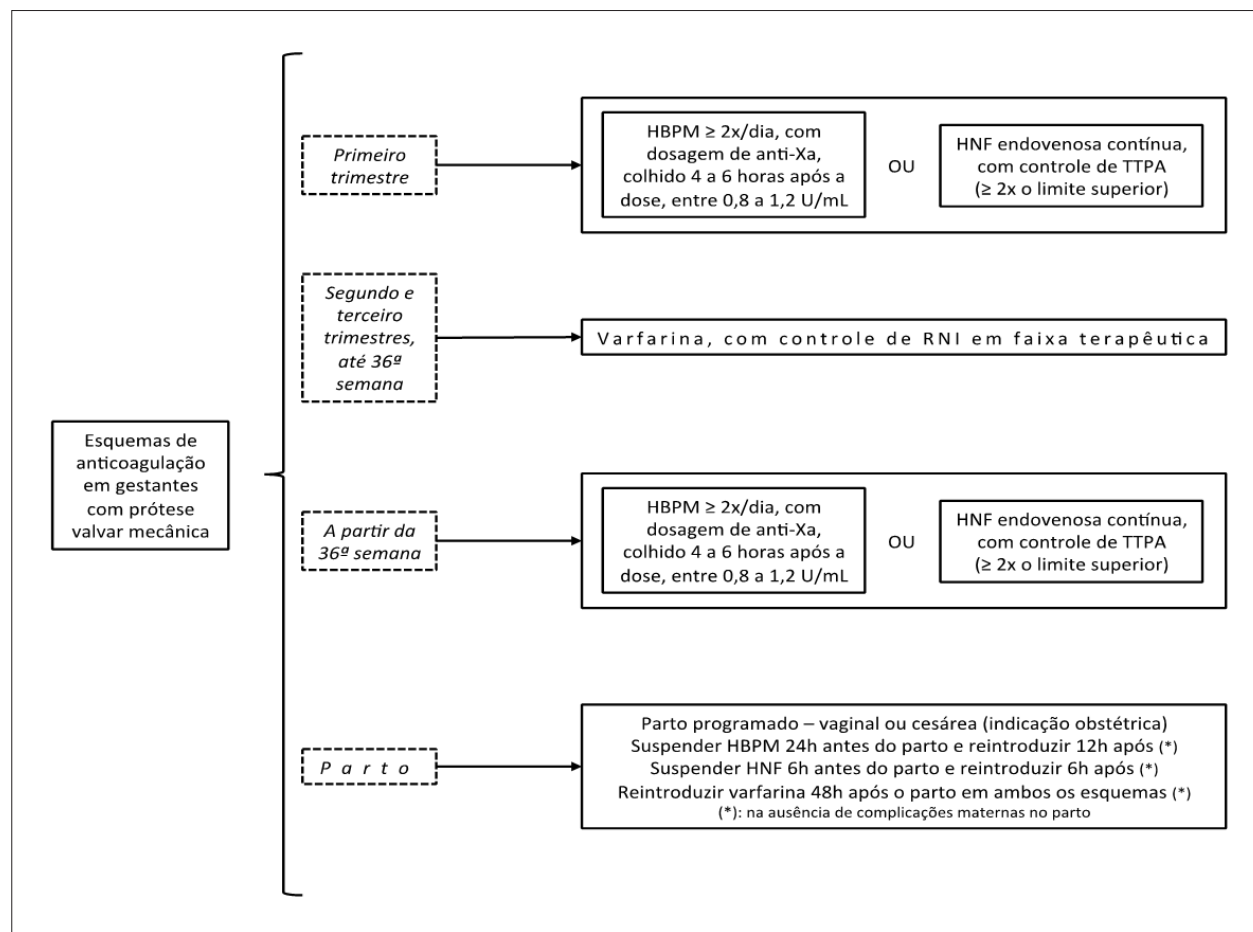 Esquemas de
anticoagulação
em gestantes
com prótese
valvar mecânica
Primeiro
trimestre
HBPM ≥ 2x/dia, com
dosagem de anti-Xa,
colhido 4 a 6 horas após a
dose, entre 0,8 a 1,2 U/mL
OU
HNF endovenosa contínua,
com controle de TTPA
(≥ 2x o limite superior)
Segundo e
terceiro
trimestres,
até 36ª
semana
Varfarina, com controle de RNI em faixa terapêutica
A partir da
36ª semana
HBPM ≥ 2x/dia, com
dosagem de anti-Xa,
colhido 4 a 6 horas após a
dose, entre 0,8 a 1,2 U/mL
OU
HNF endovenosa contínua,
com controle de TTPA
(≥ 2x o limite superior)
Parto
Parto programado – vaginal ou cesárea (indicação obstétrica)
Suspender HBPM 24h antes do parto e reintroduzir 12h após (*)
Suspender HNF 6h antes do parto e reintroduzir 6h após (*)
Reintroduzir varfarina 48h após o parto em ambos os esquemas (*)
(*): na ausência de complicações maternas no parto